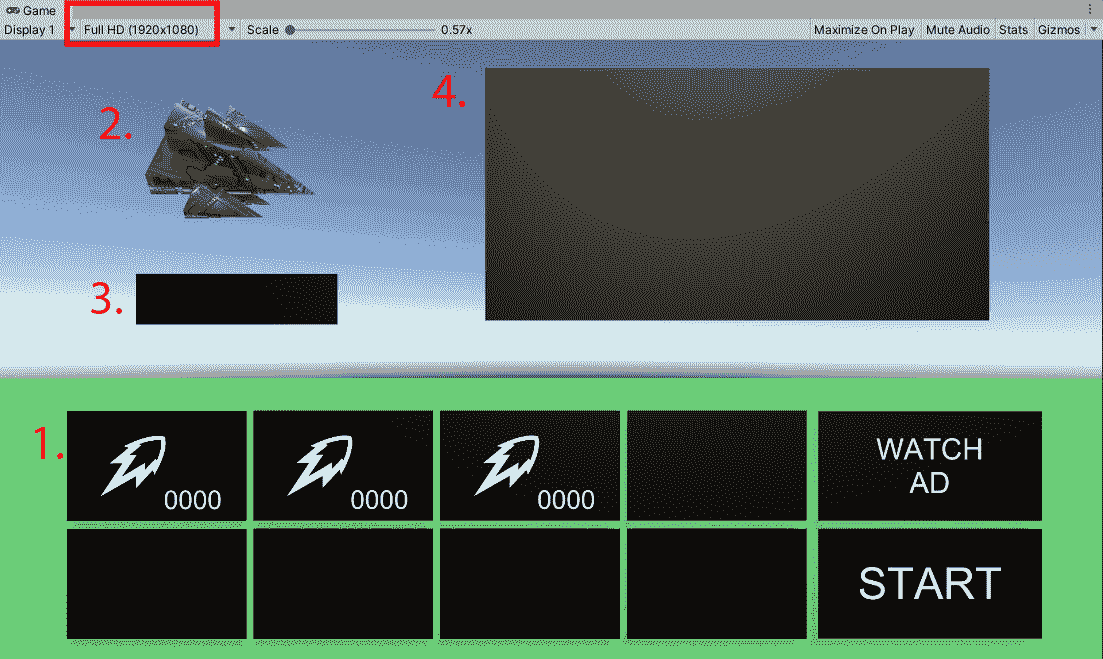 Game
Display 1 Full HD (1920x1080) Scale 0.57x Maximize On Play Mute Audio Stats Gizmos
2.
4.
3.
1.
0000 0000 0000
WATCH
AD
START